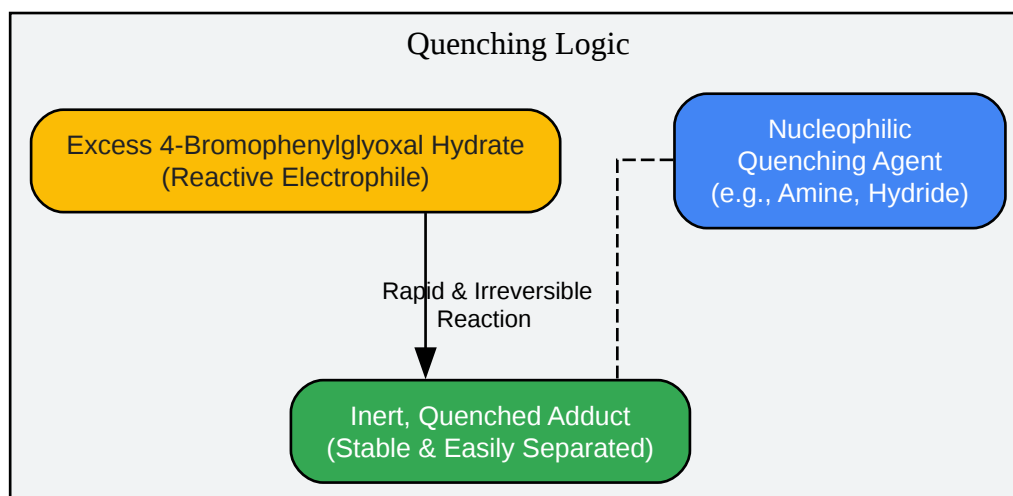 Quenching Logic
Excess 4-Bromophenylglyoxal Hydrate
(Reactive Electrophile)
Nucleophilic
Quenching Agent
(e.g., Amine, Hydride)
Rapid & Irreversible
Reaction
Inert, Quenched Adduct
(Stable & Easily Separated)